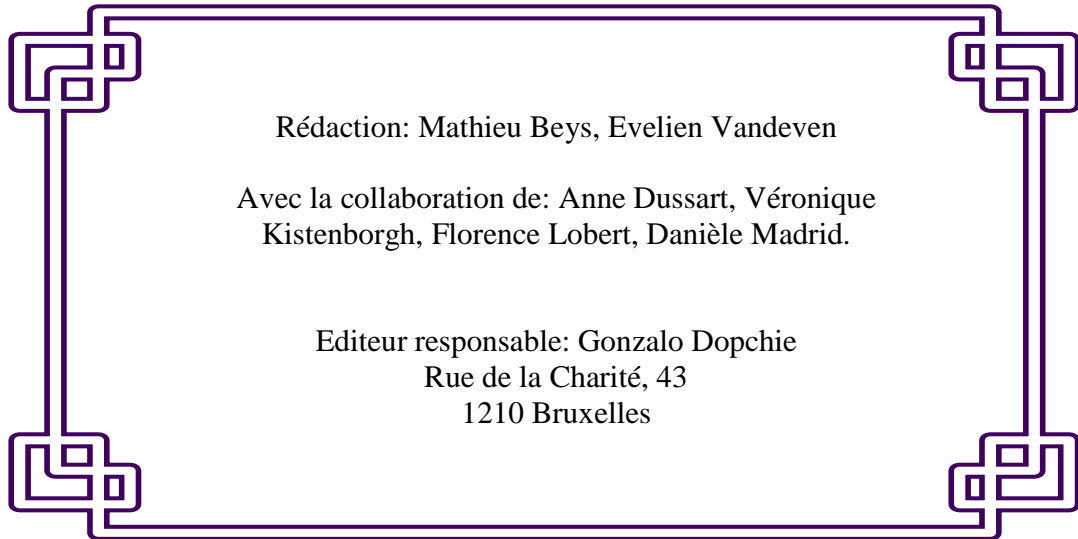 Rédaction: Mathieu Beys, Evelien Vandeven
Avec la collaboration de: Anne Dussart, Véronique
Kistenborgh, Florence Lobert, Danièle Madrid.
Editeur responsable: Gonzalo Dopchie
Rue de la Charité, 43
1210 Bruxelles